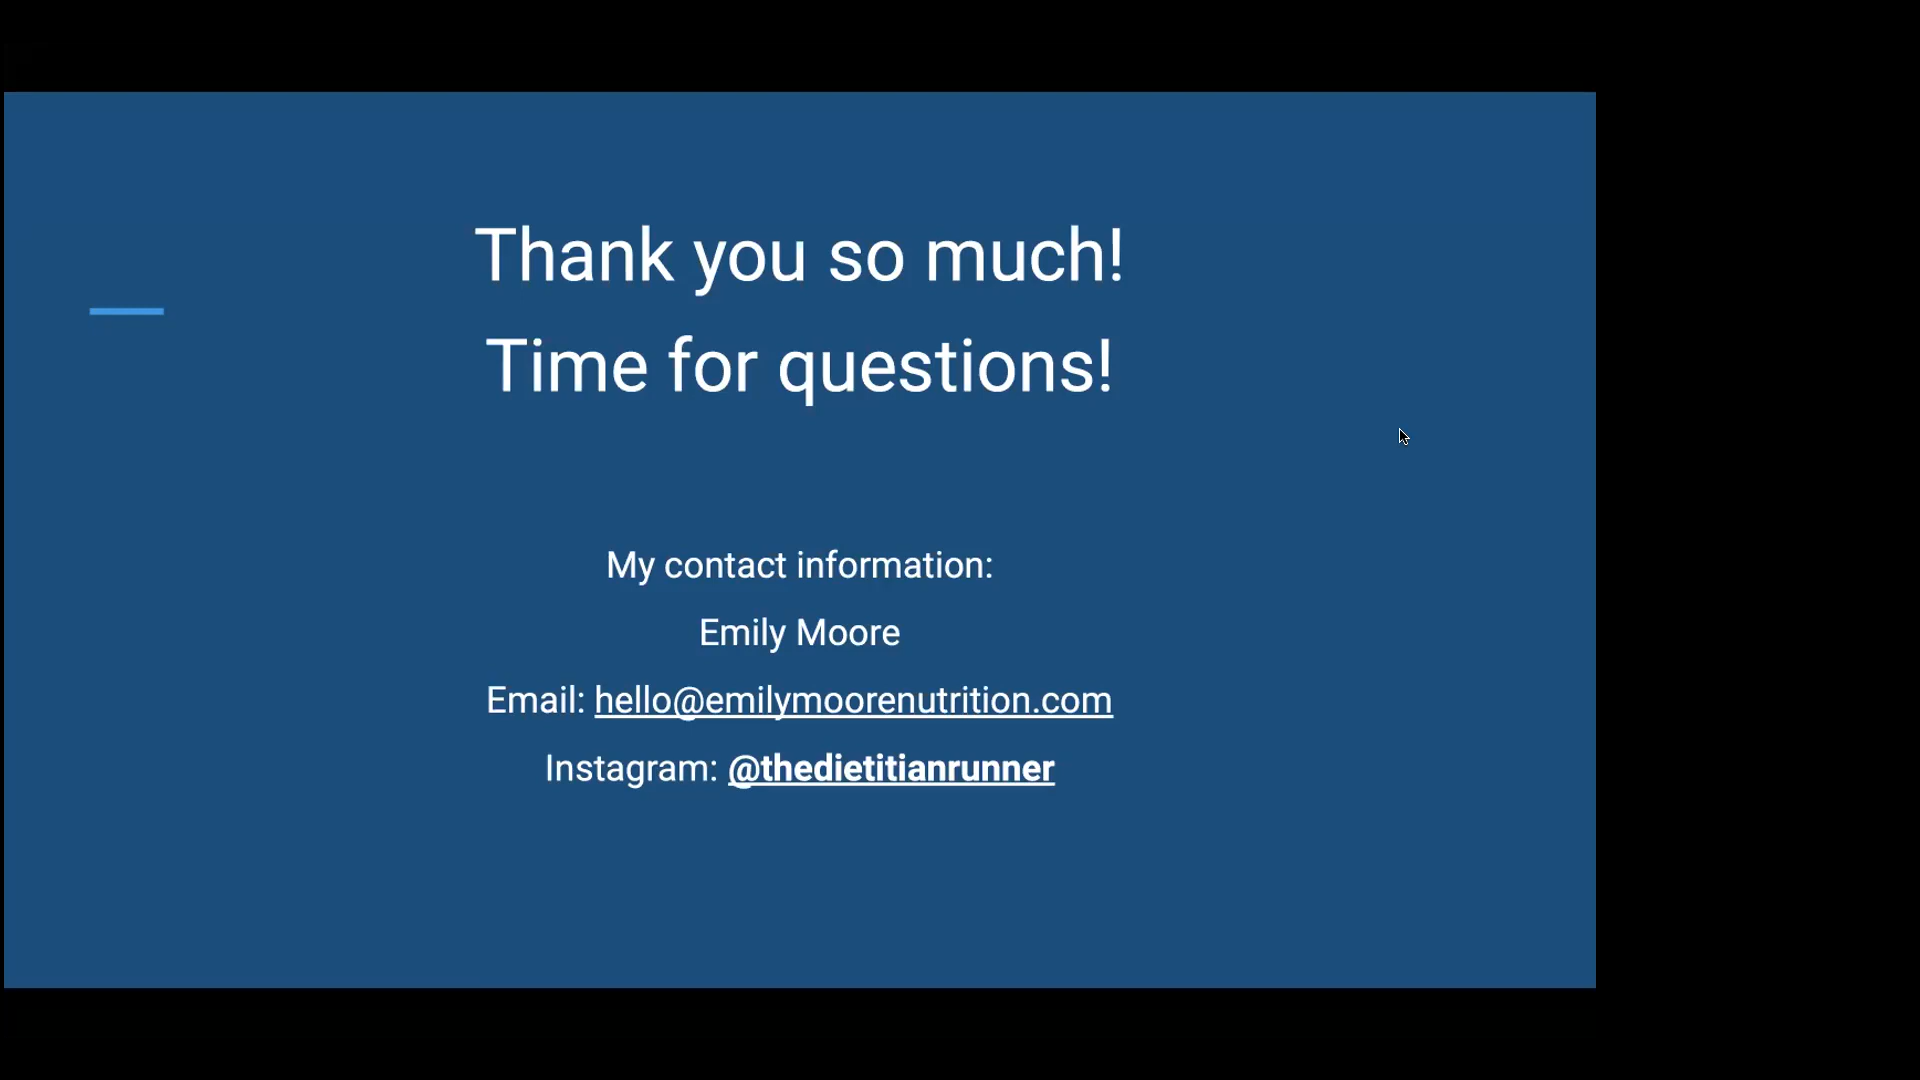 Thank you so much!
Time for questions!
My contact information:
Emily Moore
Email: hello@emilymoorenutrition.com
Instagram: @thedietitianrunner